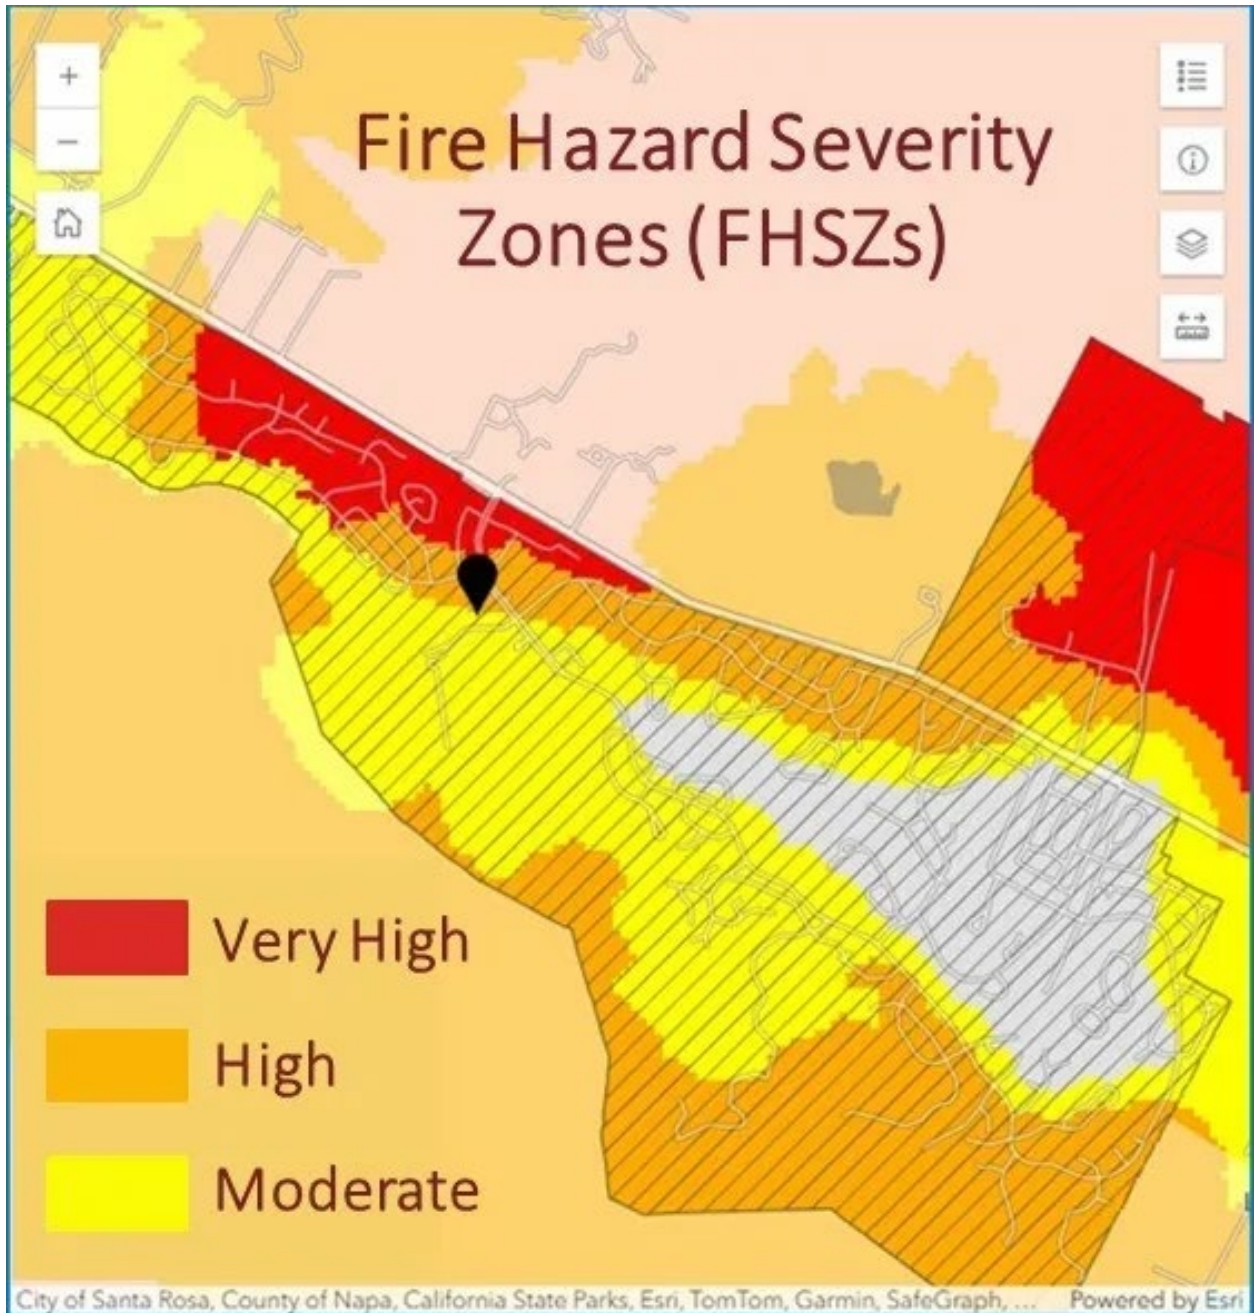 Fire Hazard Severity
Zones (FHSZs)
Very High
High
Moderate
City of Santa Rosa, County of Napa, California State Parks, Esri, TomTom, Garmin, SafeGraph, ... Powered by Esri